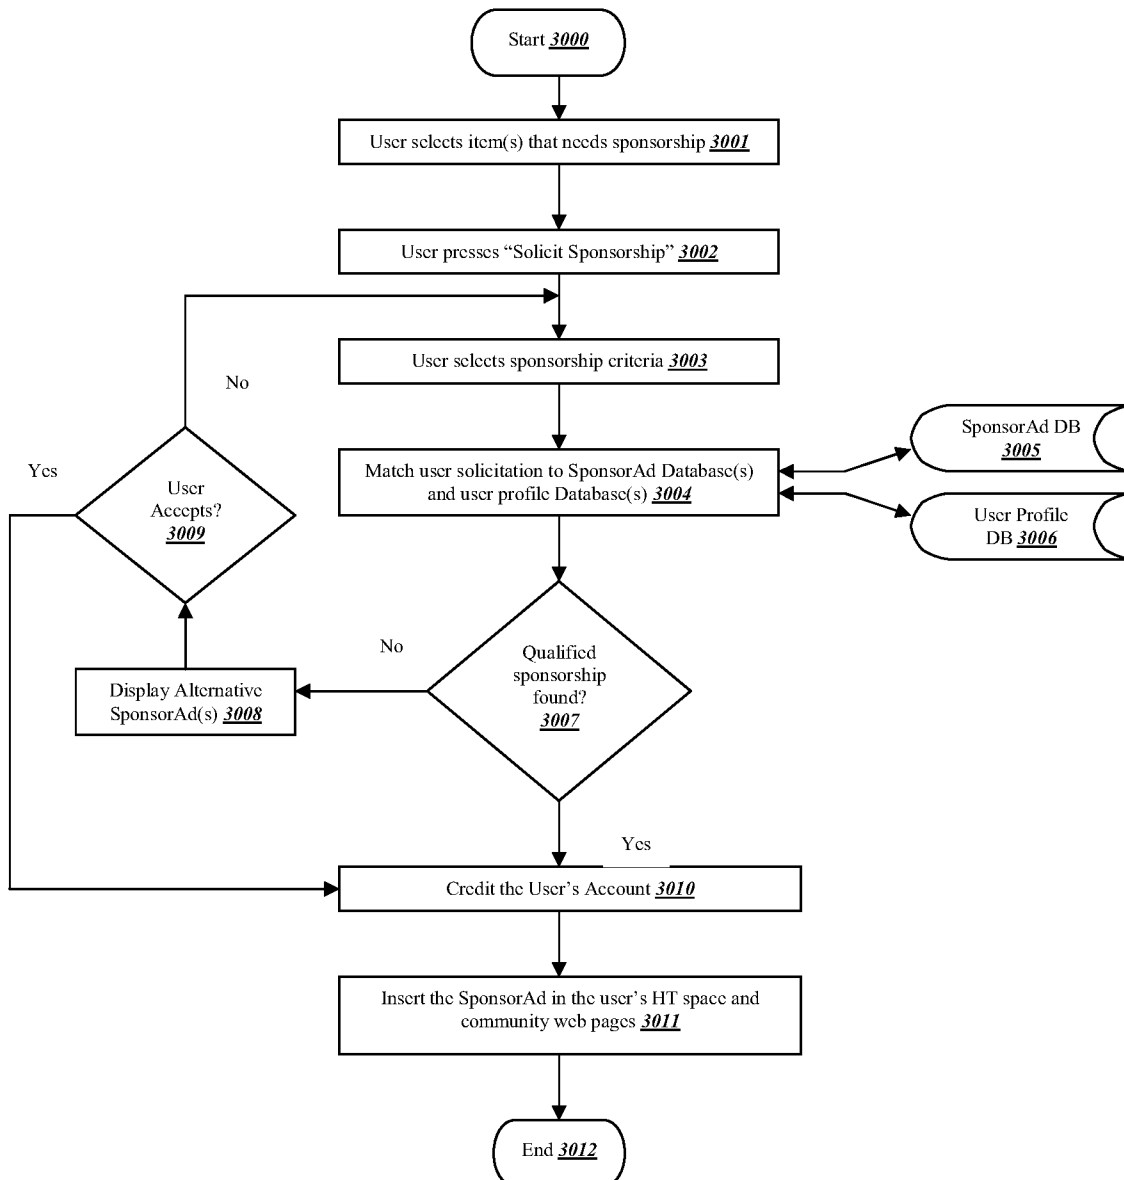 Start 3000
User selects item(s) that needs sponsorship 3001
User presses “Solicit Sponsorship” 3002
User selects sponsorship criteria 3003
No
Yes
SponsorAd DB
3005
Match user solicitation to SponsorAd Database(s)
and user profile Database(s) 3004
User
Accepts?
3009
User Profile
DB 3006
No
Qualified
sponsorship
found?
3007
Display Alternative
SponsorAd(s) 3008
Yes
Credit the User’s Account 3010
Insert the SponsorAd in the user’s HT space and
community web pages 3011
End 3012